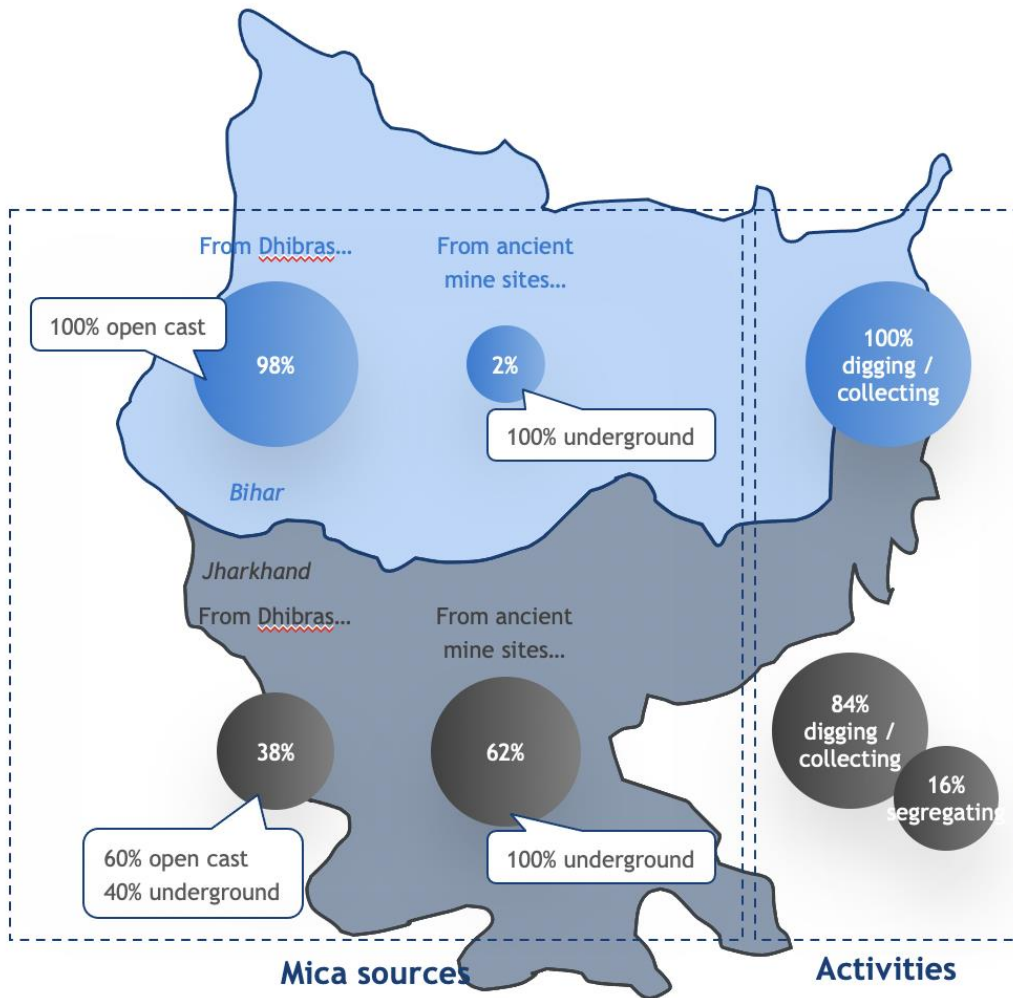 From Dhibras…
From ancient
mine sites…
100% open cast
98%
2%
100% underground
100%
digging /
collecting
Bihar
Jharkhand
From Dhibras…
From ancient
mine sites…
38%
62%
84%
digging /
collecting
16%
segregating
60% open cast
40% underground
100% underground
Mica sources
Activities